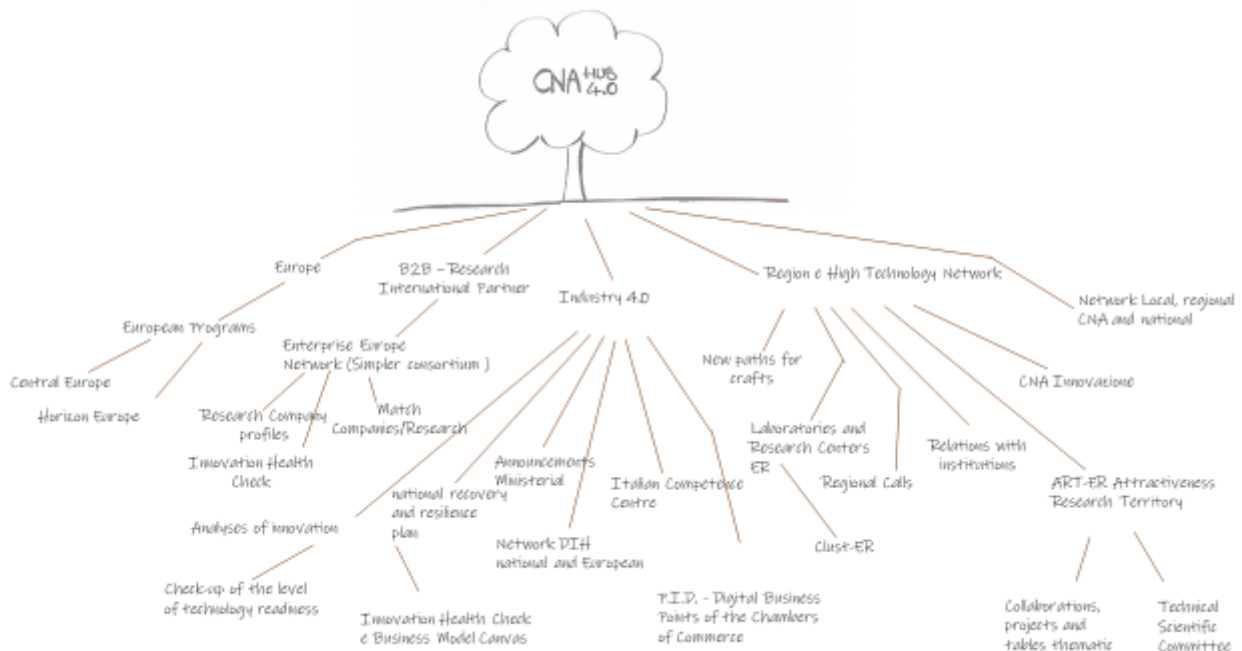 CNA HUB 4.0
Europe
B2B – Research
International Partner
Industry 4.0
Region e High Technology Network
Network Local, regional
CNA and national
European Programs
Enterprise Europe
Network (Simpler consortium )
New paths for
crafts
CNA Innovazione
Central Europe
Horizon Europe
Research Company
profiles
Match
Companies/Research
Innovation Health
Check
Announcements
Ministerial
Italian Competence
Centre
Laboratories and
Research Centers
ER
Regional Calls
Relations with
institutions
ART-ER Attractiveness
Research Territory
national recovery
and resilience
plan
Analyses of innovation
Network DIH
national and European
Clust-ER
Check-up of the level
of technology readiness
Innovation Health Check
e Business Model Canvas
P.I.D. - Digital Business
Points of the Chambers
of Commerce
Collaborations,
projects and
tables thematic
Technical
Scientific
Committee